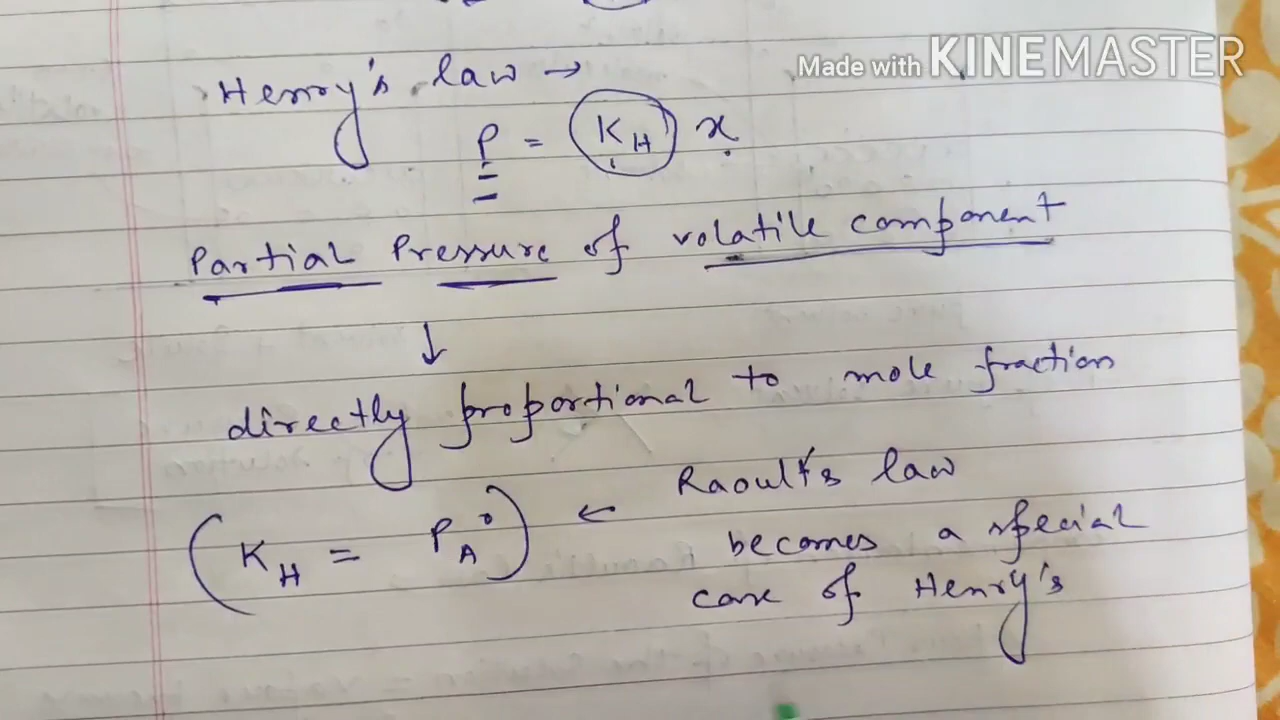 Made with KINEMASTER
Henry's law →
P = K_H x
Partial Pressure of volatile component
↓
directly proportional to mole fraction
(K_H = P_A°) ← Raoult's law
becomes a special
case of Henry's